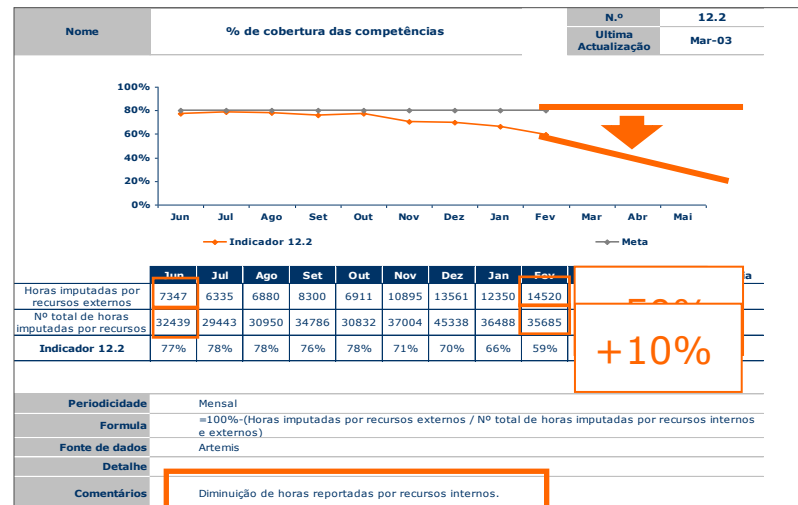 Nome % de cobertura das competências N.º 12.2
Ultima Actualização Mar-03
100%
80%
60%
40%
20%
0%
Jun Jul Ago Set Out Nov Dez Jan Fev Mar Abr Mai
Indicador 12.2 Meta
Jun Jul Ago Set Out Nov Dez Jan Fev
Horas imputadas por recursos externos 7347 6335 6880 8300 6911 10895 13561 12350 14520
Nº total de horas imputadas por recursos 32439 29443 30950 34786 30832 37004 45338 36488 35685
Indicador 12.2 77% 78% 78% 76% 78% 71% 70% 66% 59%
+10%
Periodicidade Mensal
Formula =100%-(Horas imputadas por recursos externos / Nº total de horas imputadas por recursos internos
e externos)
Fonte de dados Artemis
Detalhe
Comentários Diminuição de horas reportadas por recursos internos.